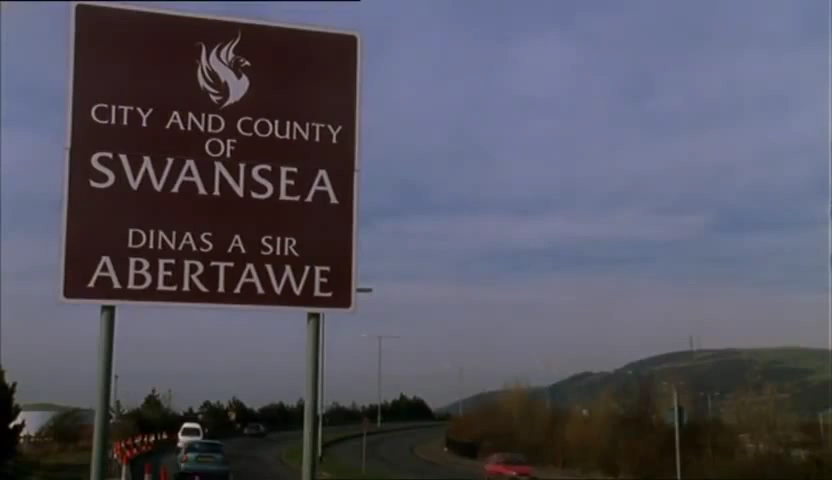 CITY AND COUNTY
OF
SWANSEA
DINAS A SIR
ABERTAWE